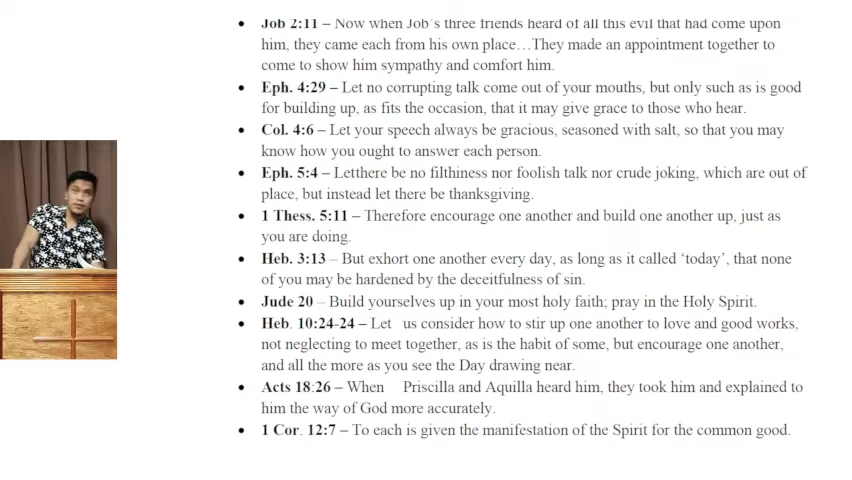 • Job 2:11 – Now when Job's three friends heard of all this evil that had come upon
him, they came each from his own place…They made an appointment together to
come to show him sympathy and comfort him.
• Eph. 4:29 – Let no corrupting talk come out of your mouths, but only such as is good
for building up, as fits the occasion, that it may give grace to those who hear.
• Col. 4:6 – Let your speech always be gracious, seasoned with salt, so that you may
know how you ought to answer each person.
• Eph. 5:4 – Letthere be no filthiness nor foolish talk nor crude joking, which are out of
place, but instead let there be thanksgiving.
• 1 Thess. 5:11 – Therefore encourage one another and build one another up, just as
you are doing.
• Heb. 3:13 – But exhort one another every day, as long as it called ‘today’, that none
of you may be hardened by the deceitfulness of sin.
• Jude 20 – Build yourselves up in your most holy faith; pray in the Holy Spirit.
• Heb. 10:24-24 – Let us consider how to stir up one another to love and good works,
not neglecting to meet together, as is the habit of some, but encourage one another,
and all the more as you see the Day drawing near.
• Acts 18:26 – When Priscilla and Aquilla heard him, they took him and explained to
him the way of God more accurately.
• 1 Cor. 12:7 – To each is given the manifestation of the Spirit for the common good.